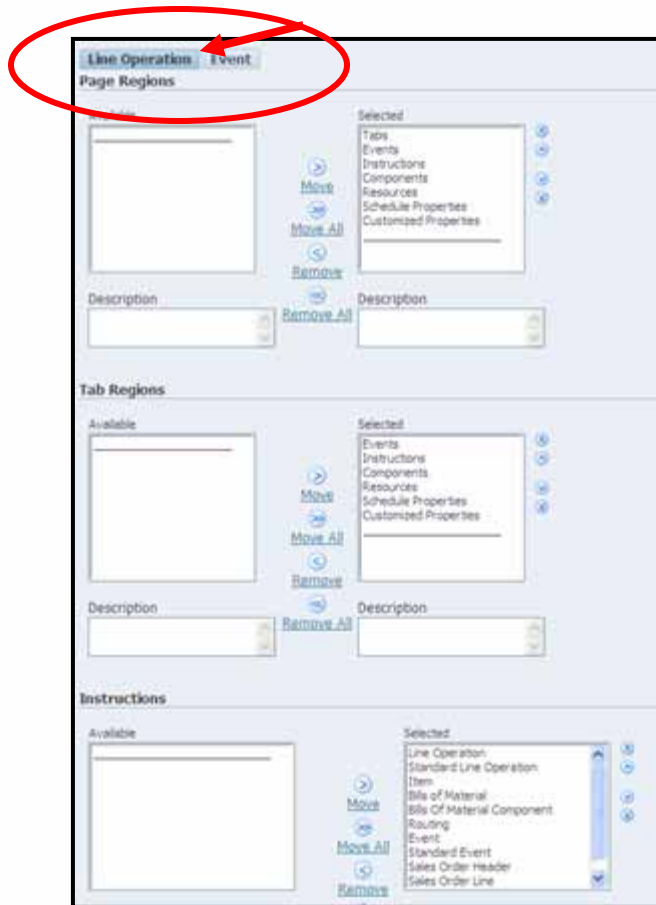 Line Operation Event
Page Regions
Available
Selected
Tabs
Events
Instructions
Components
Resources
Schedule Properties
Customized Properties
Move
Move All
Remove
Remove All
Description
Description
Tab Regions
Available
Selected
Events
Instructions
Components
Resources
Schedule Properties
Customized Properties
Move
Move All
Remove
Remove All
Description
Description
Instructions
Available
Selected
Line Operation
Standard Line Operation
Item
Bills of Material
Bills Of Material Component
Routing
Event
Standard Event
Sales Order Header
Sales Order Line
Move
Move All
Remove